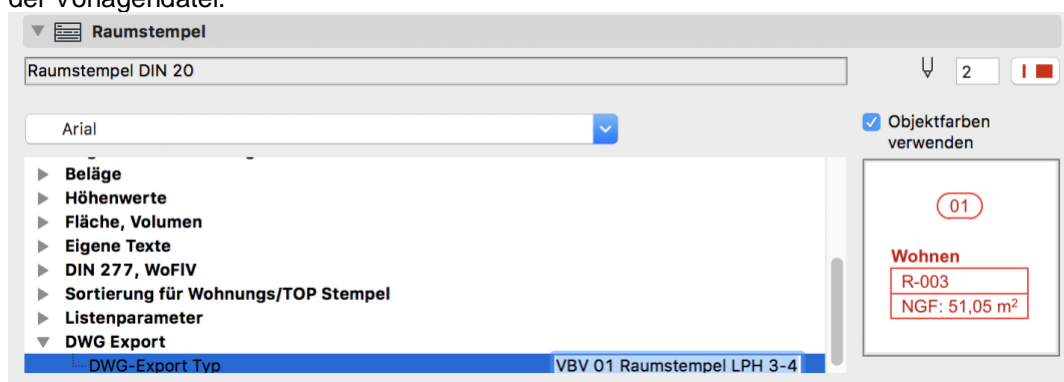 der Vorlagendatei.
Raumstempel
Raumstempel DIN 20
2
Arial
Objektfarben
verwenden
Beläge
Höhenwerte
Fläche, Volumen
Eigene Texte
DIN 277, WoFlV
Sortierung für Wohnungs/TOP Stempel
Listenparameter
DWG Export
DWG-Export Typ
VBV 01 Raumstempel LPH 3-4
01
Wohnen
R-003
NGF: 51,05 m²